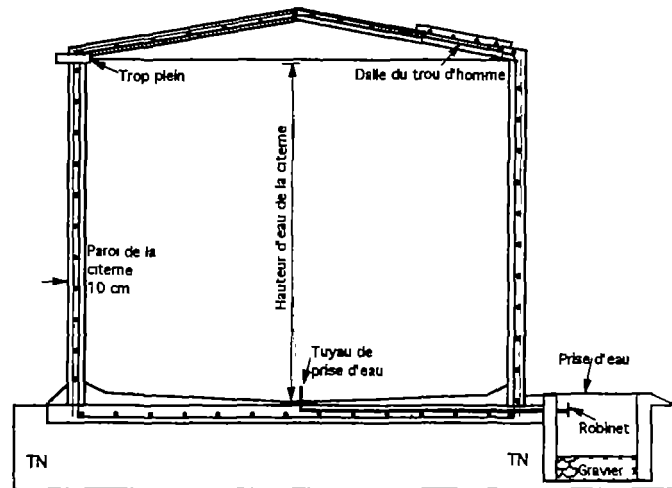 Trop plein
Dalle du trou d'homme
Hauteur d'eau de la citerne
Paroi de la
citerne
10 cm
Tuyau de
prise d'eau
Prise d'eau
Robinet
TN
TN
Gravier